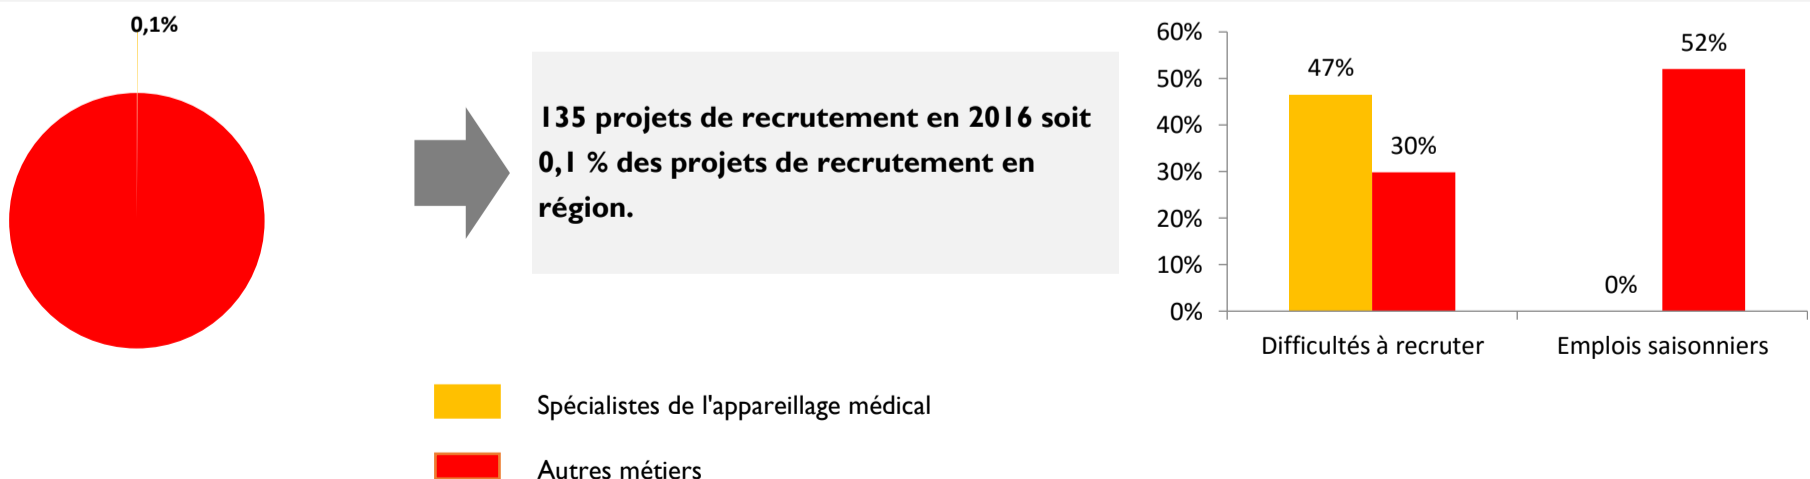 0,1%
135 projets de recrutement en 2016 soit
0,1 % des projets de recrutement en
région.
60%
50%
40%
30%
20%
10%
0%
47%
30%
0%
52%
Difficultés à recruter
Emplois saisonniers
Spécialistes de l'appareillage médical
Autres métiers